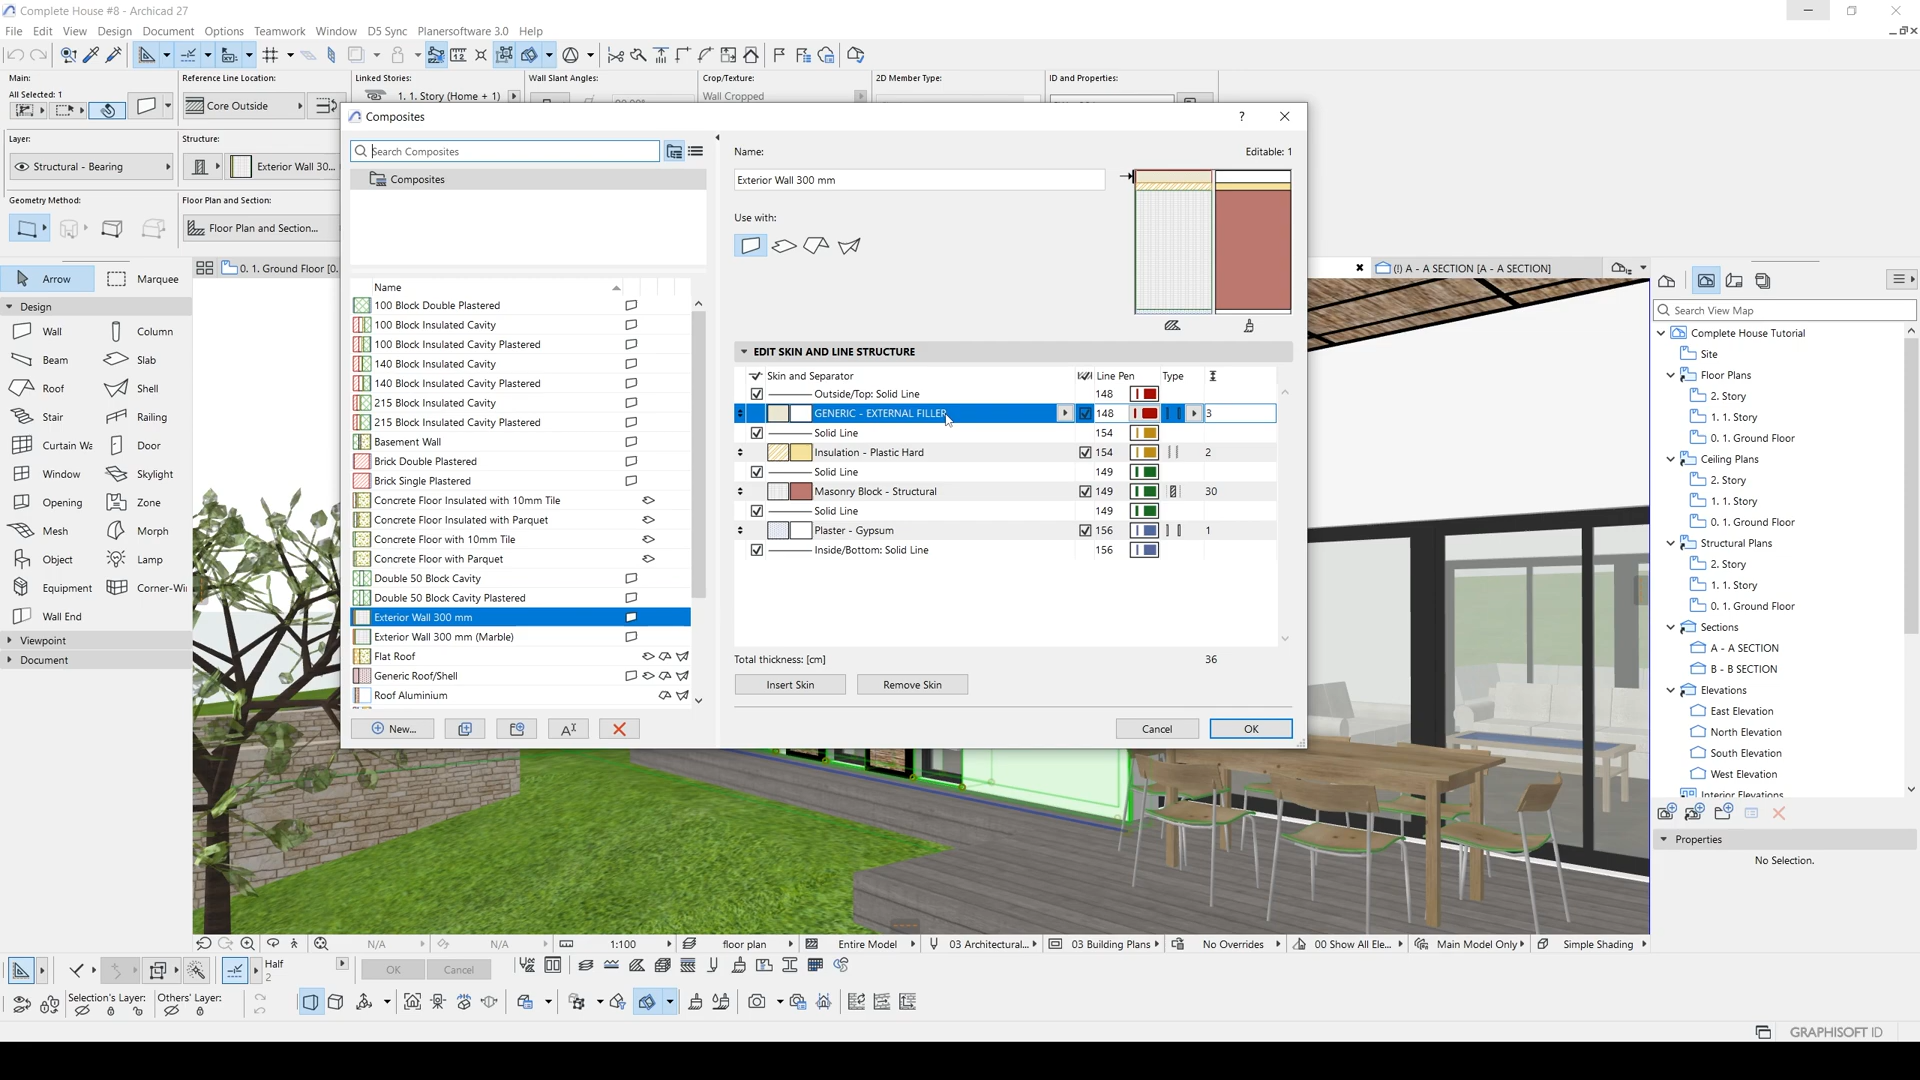 Complete House #8 - Archicad 27
File Edit View Design Document Options Teamwork Window D5 Sync Planersoftware 3.0 Help
Main: Reference Line Location: Linked Stories: Wall Slant Angles: Crop/Texture: 2D Member Type: ID and Properties:
All Selected: 1
Core Outside 1. 1. Story (Home + 1) Wall Cropped
Layer: Structure:
Structural - Bearing Exterior Wall 30...
Geometry Method: Floor Plan and Section:
Floor Plan and Section...
Arrow Marquee
0. 1. Ground Floor [0.
(!) A - A SECTION [A - A SECTION]
Design
Wall Column
Beam Slab
Roof Shell
Stair Railing
Curtain Wa Door
Window Skylight
Opening Zone
Mesh Morph
Object Lamp
Equipment Corner-Wi
Wall End
Viewpoint
Document
Composites
Search Composites
Composites
Name
100 Block Double Plastered
100 Block Insulated Cavity
100 Block Insulated Cavity Plastered
140 Block Insulated Cavity
140 Block Insulated Cavity Plastered
215 Block Insulated Cavity
215 Block Insulated Cavity Plastered
Basement Wall
Brick Double Plastered
Brick Single Plastered
Concrete Floor Insulated with 10mm Tile
Concrete Floor Insulated with Parquet
Concrete Floor with 10mm Tile
Concrete Floor with Parquet
Double 50 Block Cavity
Double 50 Block Cavity Plastered
Exterior Wall 300 mm
Exterior Wall 300 mm (Marble)
Flat Roof
Generic Roof/Shell
Roof Aluminium
New...
Name: Editable: 1
Exterior Wall 300 mm
Use with:
EDIT SKIN AND LINE STRUCTURE
Skin and Separator Line Pen Type
Outside/Top: Solid Line 148
GENERIC - EXTERNAL FILLER 148 3
Solid Line 154
Insulation - Plastic Hard 154 2
Solid Line 149
Masonry Block - Structural 149 30
Solid Line 149
Plaster - Gypsum 156 1
Inside/Bottom: Solid Line 156
Total thickness: [cm] 36
Insert Skin Remove Skin
Cancel OK
Search View Map
Complete House Tutorial
Site
Floor Plans
2. Story
1. 1. Story
0. 1. Ground Floor
Ceiling Plans
2. Story
1. 1. Story
0. 1. Ground Floor
Structural Plans
2. Story
1. 1. Story
0. 1. Ground Floor
Sections
A - A SECTION
B - B SECTION
Elevations
East Elevation
North Elevation
South Elevation
West Elevation
Interior Elevations
Properties
No Selection.
N/A N/A 1:100 floor plan Entire Model 03 Architectural... 03 Building Plans No Overrides 00 Show All Ele... Main Model Only Simple Shading
Half
2
OK Cancel
Selection's Layer: Others' Layer:
GRAPHISOFT ID